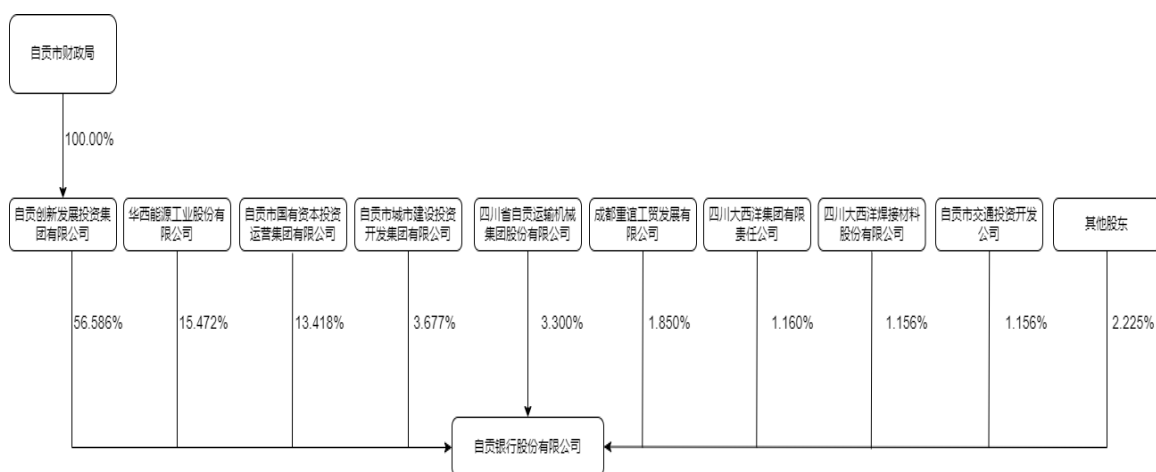 自贡市财政局
100.00%
自贡创新发展投资集
团有限公司
华西能源工业股份有
限公司
自贡市国有资本投资
运营集团有限公司
自贡市城市建设投资
开发集团有限公司
四川省自贡运输机械
集团股份有限公司
成都重谊工贸发展有
限公司
四川大西洋集团有限
责任公司
四川大西洋焊接材料
股份有限公司
自贡市交通投资开发
公司
其他股东
56.586%
15.472%
13.418%
3.677%
3.300%
1.850%
1.160%
1.156%
1.156%
2.225%
自贡银行股份有限公司